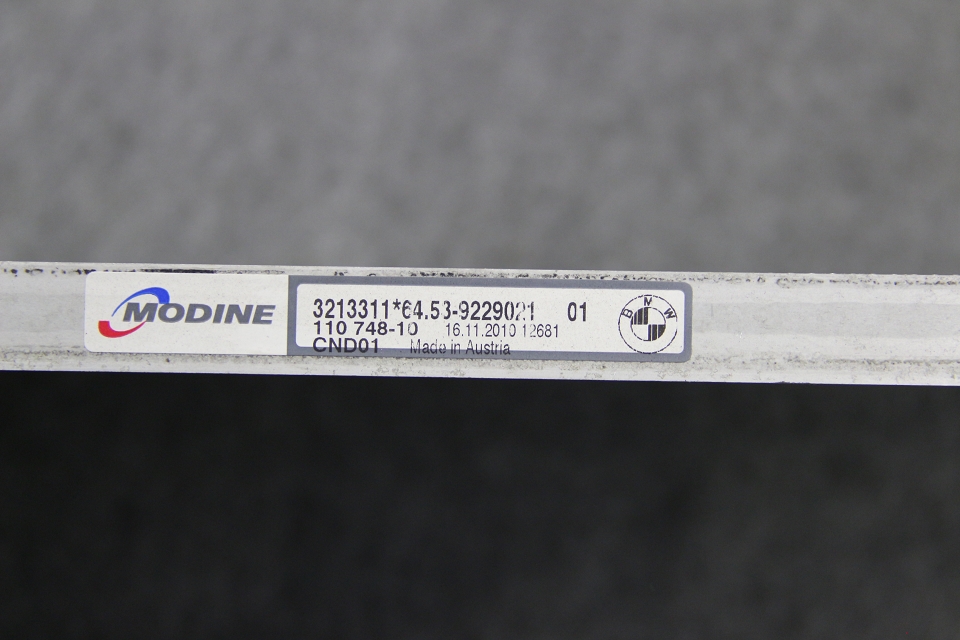 MODINE
3213311*64.53-9229021 01
110 748-10 16.11.2010 12681
CND01 Made in Austria
BMW